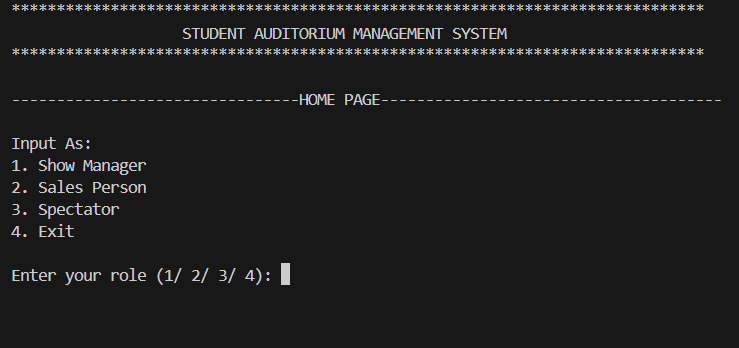 *****************************************************************************
STUDENT AUDITORIUM MANAGEMENT SYSTEM
*****************************************************************************
--------------------------------HOME PAGE--------------------------------------
Input As:
1. Show Manager
2. Sales Person
3. Spectator
4. Exit
Enter your role (1/ 2/ 3/ 4):